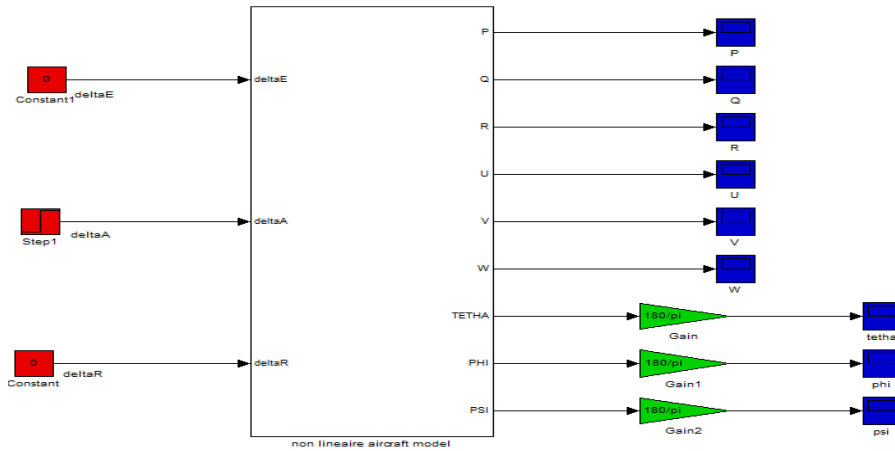 0
Constant1
deltaE
Step1
deltaA
0
Constant
deltaR
deltaE
deltaA
deltaR
P
Q
R
U
V
W
TETHA
PHI
PSI
non lineaire aircraft model
180/pi
Gain
180/pi
Gain1
180/pi
Gain2
P
Q
R
U
V
W
tetha
phi
psi